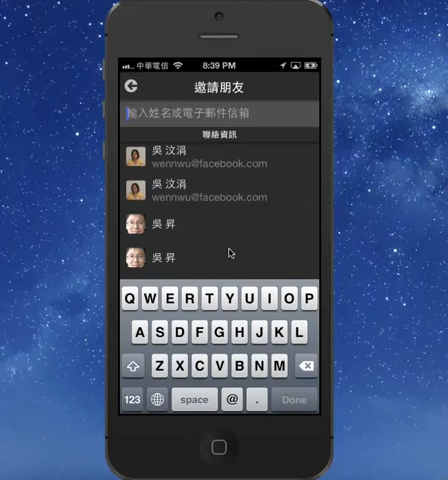 中華電信 8:39 PM
邀請朋友
輸入姓名或電子郵件信箱
聯絡資訊
吳 汶涓
wennwu@facebook.com
吳 汶涓
wennwu@facebook.com
吳 昇
吳 昇
Q W E R T Y U I O P
A S D F G H J K L
Z X C V B N M
123 space @ . Done